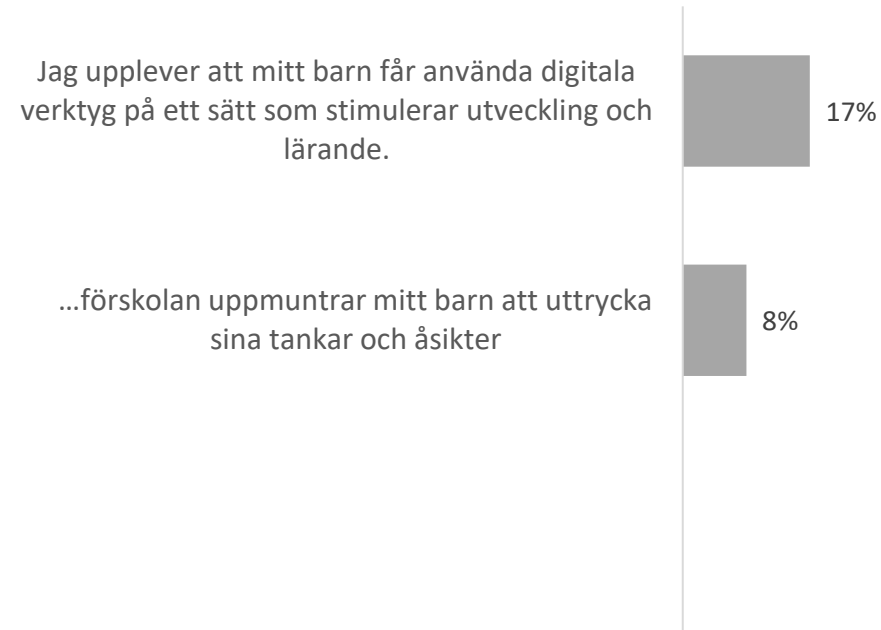 Jag upplever att mitt barn får använda digitala
verktyg på ett sätt som stimulerar utveckling och
lärande.
17%
…förskolan uppmuntrar mitt barn att uttrycka
sina tankar och åsikter
8%